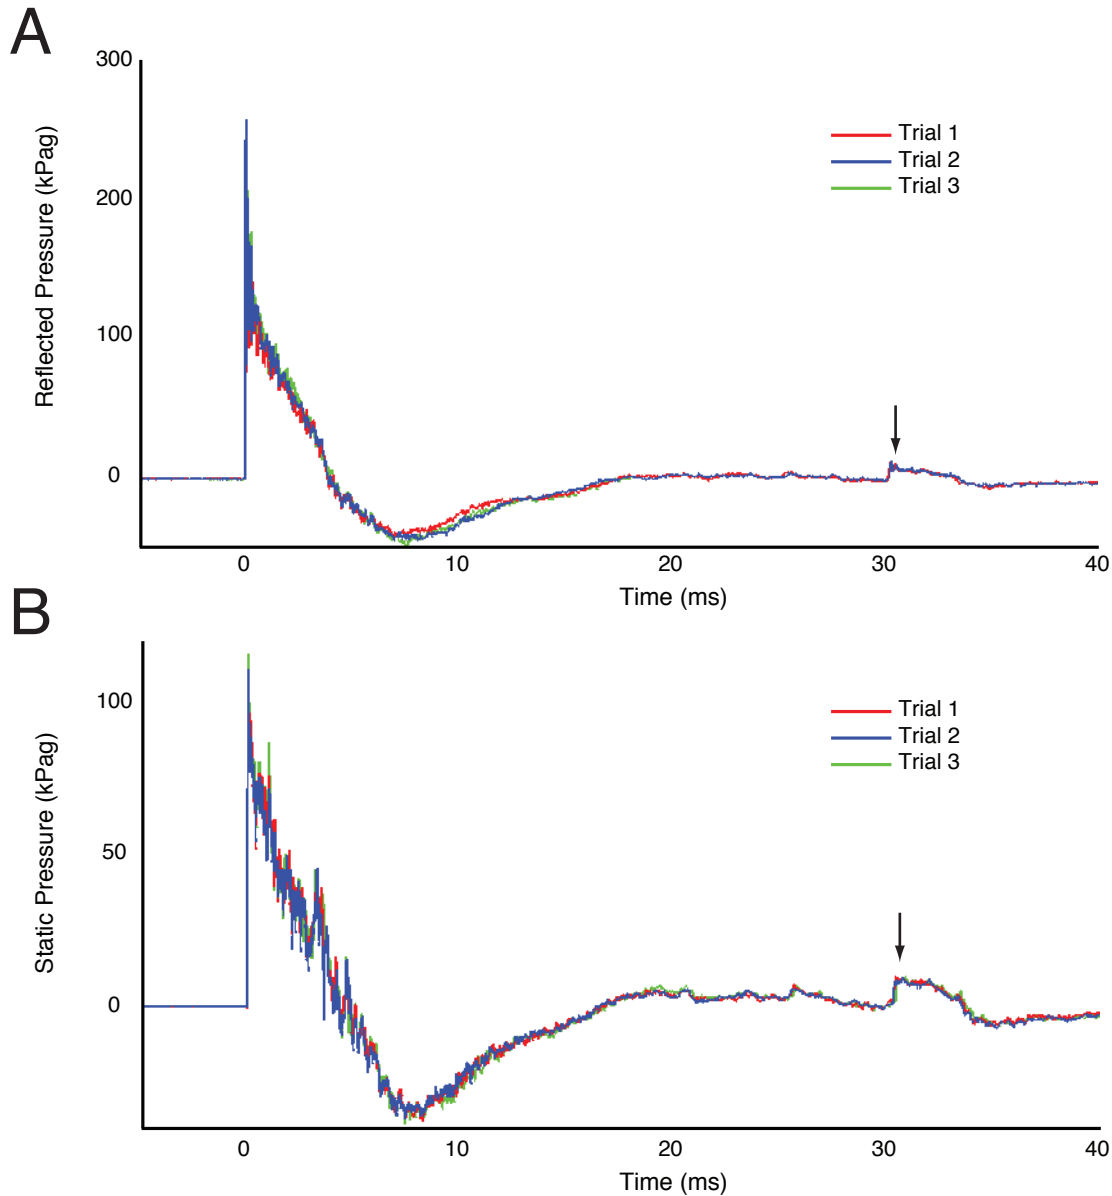 A
300
200
100
0
Reflected Pressure (kPag)
Trial 1
Trial 2
Trial 3
0 10 20 30 40
Time (ms)
B
100
50
0
Static Pressure (kPag)
Trial 1
Trial 2
Trial 3
0 10 20 30 40
Time (ms)